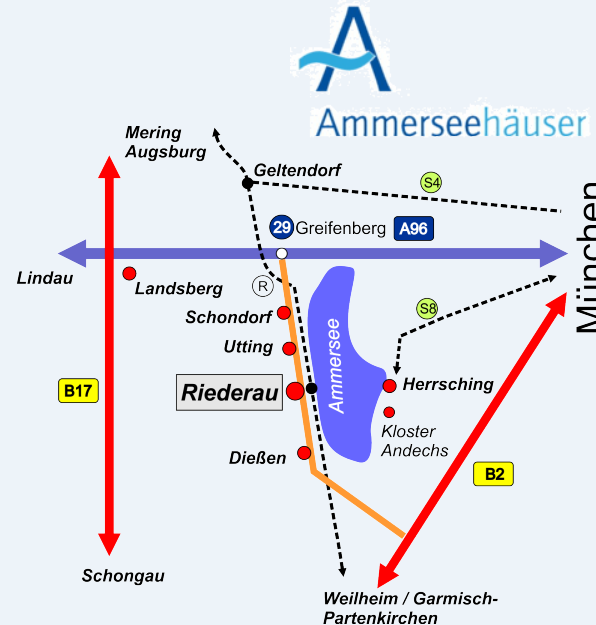 Ammerseehäuser
Mering
Augsburg
Geltendorf
S4
29 Greifenberg A96
München
Lindau
Landsberg
R
Schondorf
S8
Utting
Ammersee
B17
Riederau
Herrsching
Kloster
Andechs
Dießen
B2
Schongau
Weilheim / Garmisch-
Partenkirchen